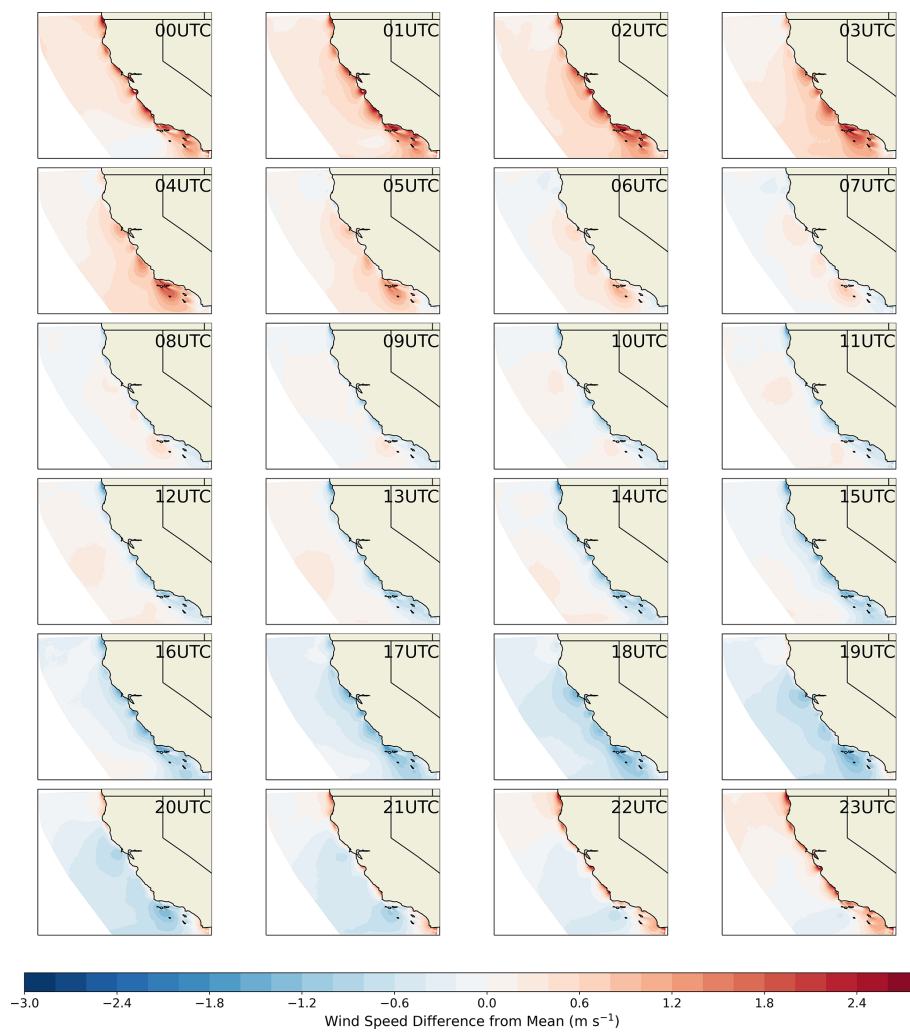 00UTC 01UTC 02UTC 03UTC
04UTC 05UTC 06UTC 07UTC
08UTC 09UTC 10UTC 11UTC
12UTC 13UTC 14UTC 15UTC
16UTC 17UTC 18UTC 19UTC
20UTC 21UTC 22UTC 23UTC
−3.0 −2.4 −1.8 −1.2 −0.6 0.0 0.6 1.2 1.8 2.4
Wind Speed Difference from Mean (m s⁻¹)